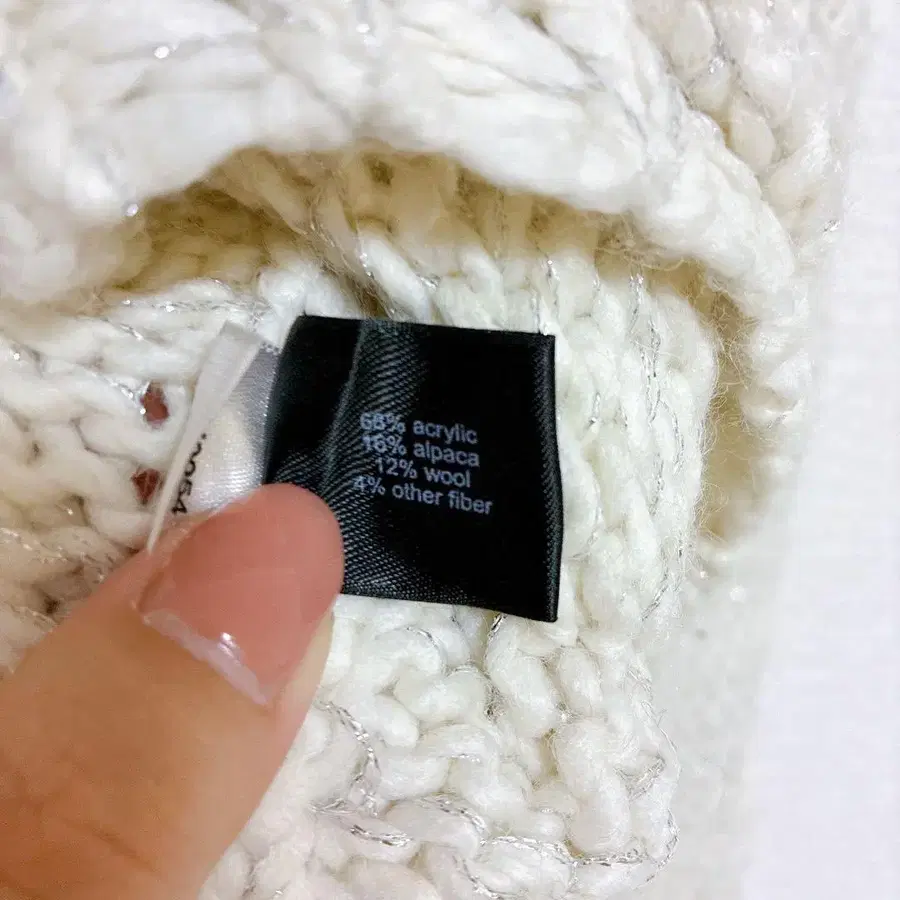 68% acrylic
16% alpaca
12% wool
4% other fiber